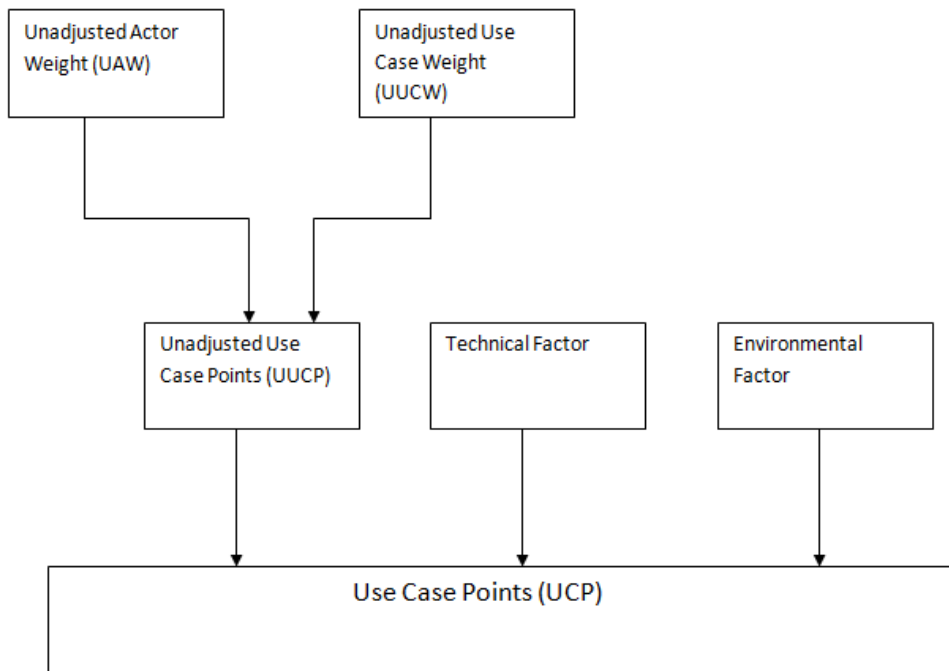 Unadjusted Actor
Weight (UAW)
Unadjusted Use
Case Weight
(UUCW)
Unadjusted Use
Case Points (UUCP)
Technical Factor
Environmental
Factor
Use Case Points (UCP)